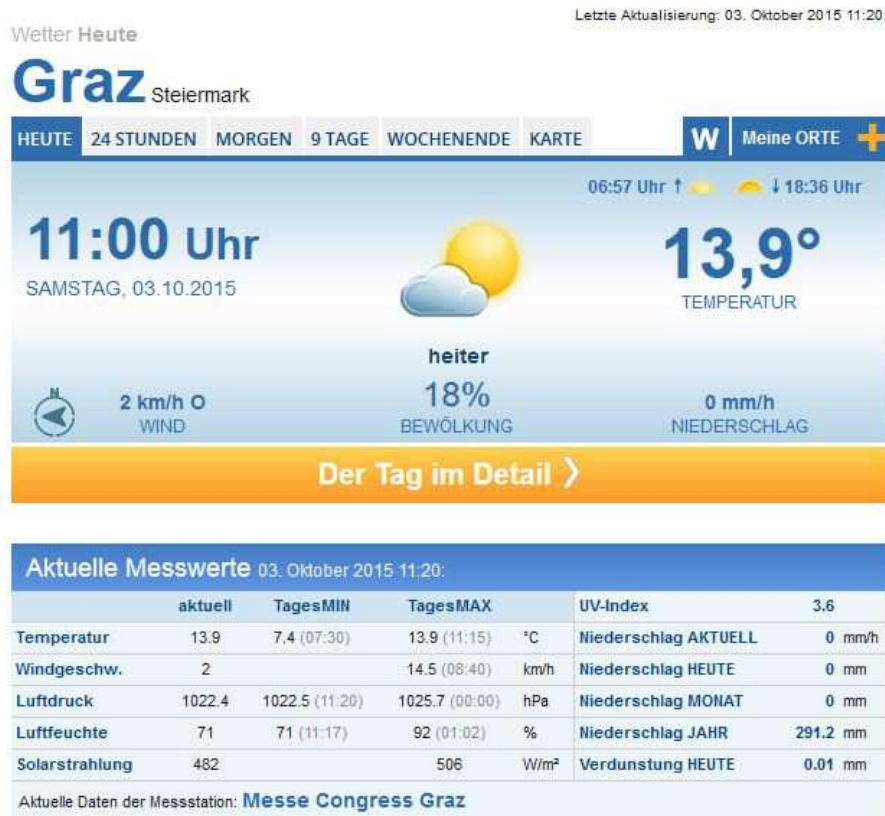 Letzte Aktualisierung: 03. Oktober 2015 11:20:
Wetter Heute
Graz Steiermark
HEUTE 24 STUNDEN MORGEN 9 TAGE WOCHENENDE KARTE W Meine ORTE +
06:57 Uhr ↑ ↓ 18:36 Uhr
11:00 Uhr
SAMSTAG, 03.10.2015
13,9°
TEMPERATUR
heiter
N
2 km/h O
WIND
18%
BEWÖLKUNG
0 mm/h
NIEDERSCHLAG
Der Tag im Detail 〉
Aktuelle Messwerte 03. Oktober 2015 11:20:
aktuell TagesMIN TagesMAX UV-Index 3.6
Temperatur 13.9 7.4 (07:30) 13.9 (11:15) °C Niederschlag AKTUELL 0 mm/h
Windgeschw. 2 14.5 (08:40) km/h Niederschlag HEUTE 0 mm
Luftdruck 1022.4 1022.5 (11:20) 1025.7 (00:00) hPa Niederschlag MONAT 0 mm
Luftfeuchte 71 71 (11:17) 92 (01:02) % Niederschlag JAHR 291.2 mm
Solarstrahlung 482 506 W/m² Verdunstung HEUTE 0.01 mm
Aktuelle Daten der Messstation: Messe Congress Graz